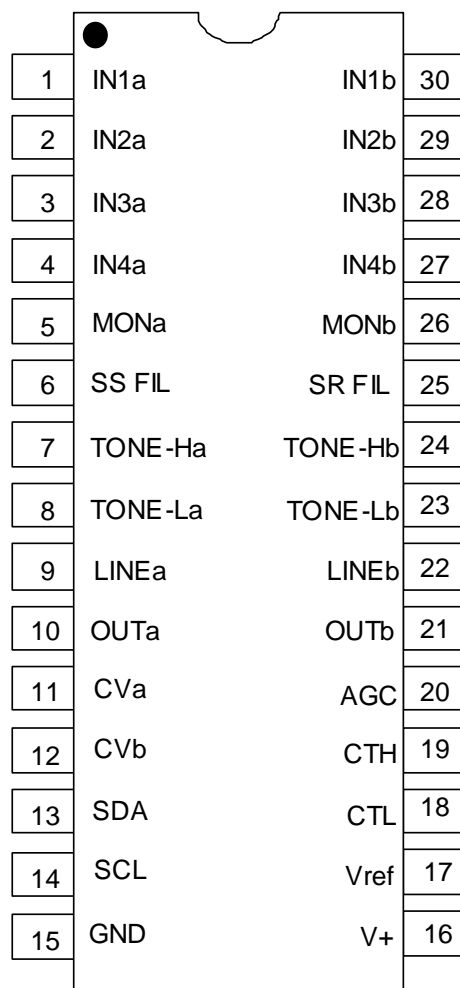 1 IN1a IN1b 30
2 IN2a IN2b 29
3 IN3a IN3b 28
4 IN4a IN4b 27
5 MONa MONb 26
6 SS FIL SR FIL 25
7 TONE-Ha TONE-Hb 24
8 TONE-La TONE-Lb 23
9 LINEa LINEb 22
10 OUTa OUTb 21
11 CVa AGC 20
12 CVb CTH 19
13 SDA CTL 18
14 SCL Vref 17
15 GND V+ 16